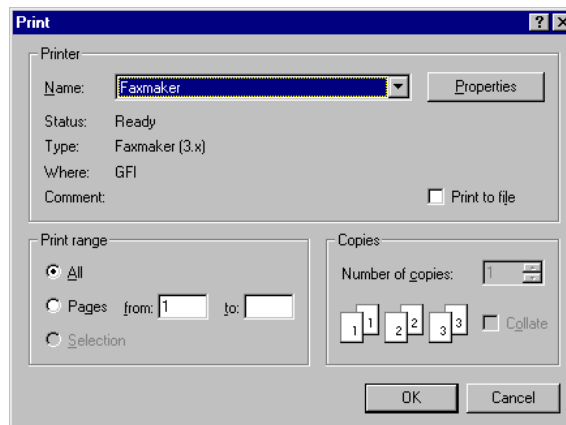 Print
Printer
Name: Faxmaker Properties
Status: Ready
Type: Faxmaker (3.x)
Where: GFI
Comment: Print to file
Print range
All
Pages from: 1 to:
Selection
Copies
Number of copies: 1
1 1 2 2 3 3 Collate
OK Cancel